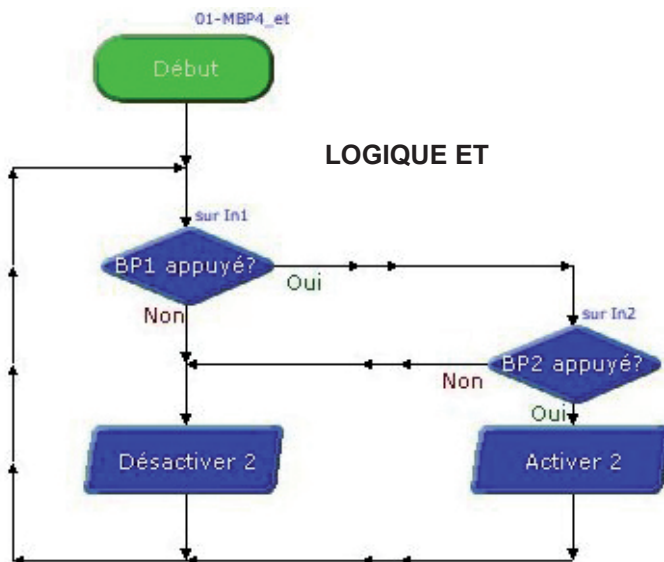 01-MBP4_et
Début
LOGIQUE ET
sur In1
BP1 appuyé?
Oui
Non
sur In2
BP2 appuyé?
Non
Oui
Désactiver 2
Activer 2